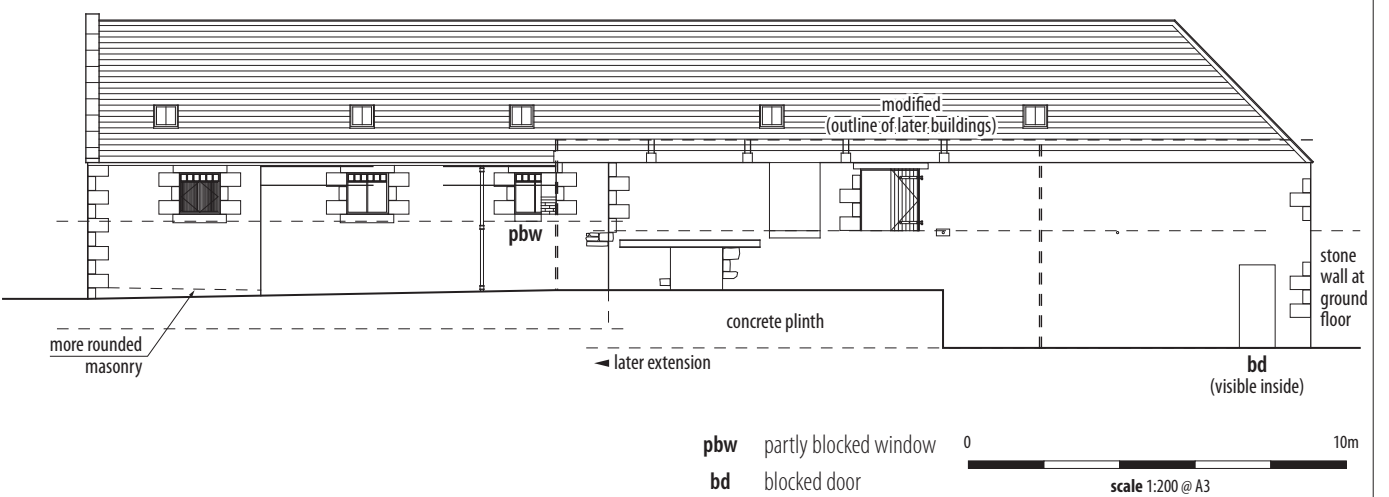 modified
(outline of later buildings)
pbw
stone
wall at
ground
floor
concrete plinth
more rounded
masonry
◄ later extension
bd
(visible inside)
pbw partly blocked window
bd blocked door
0 10m
scale 1:200 @ A3